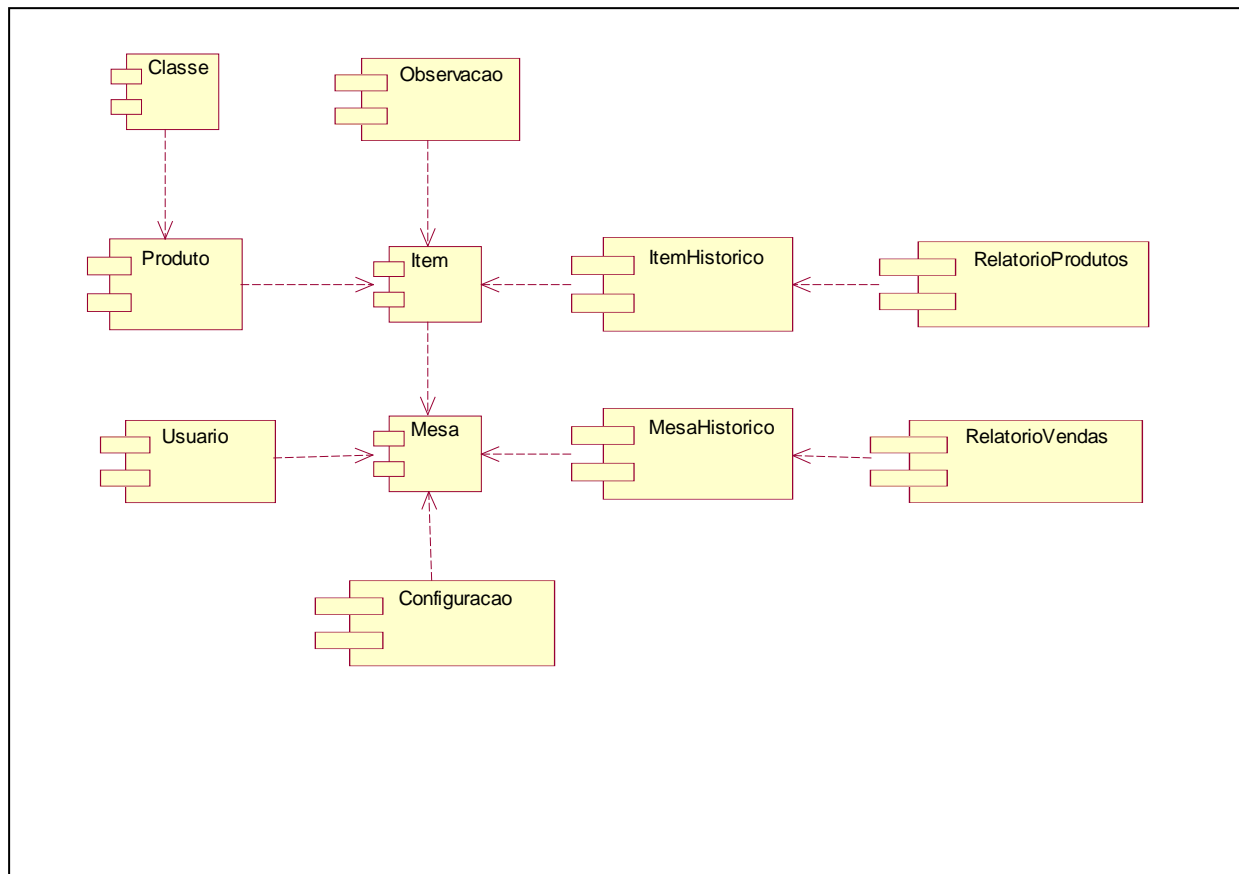 Classe
Observacao
Produto
Item
ItemHistorico
RelatorioProdutos
Usuario
Mesa
MesaHistorico
RelatorioVendas
Configuracao